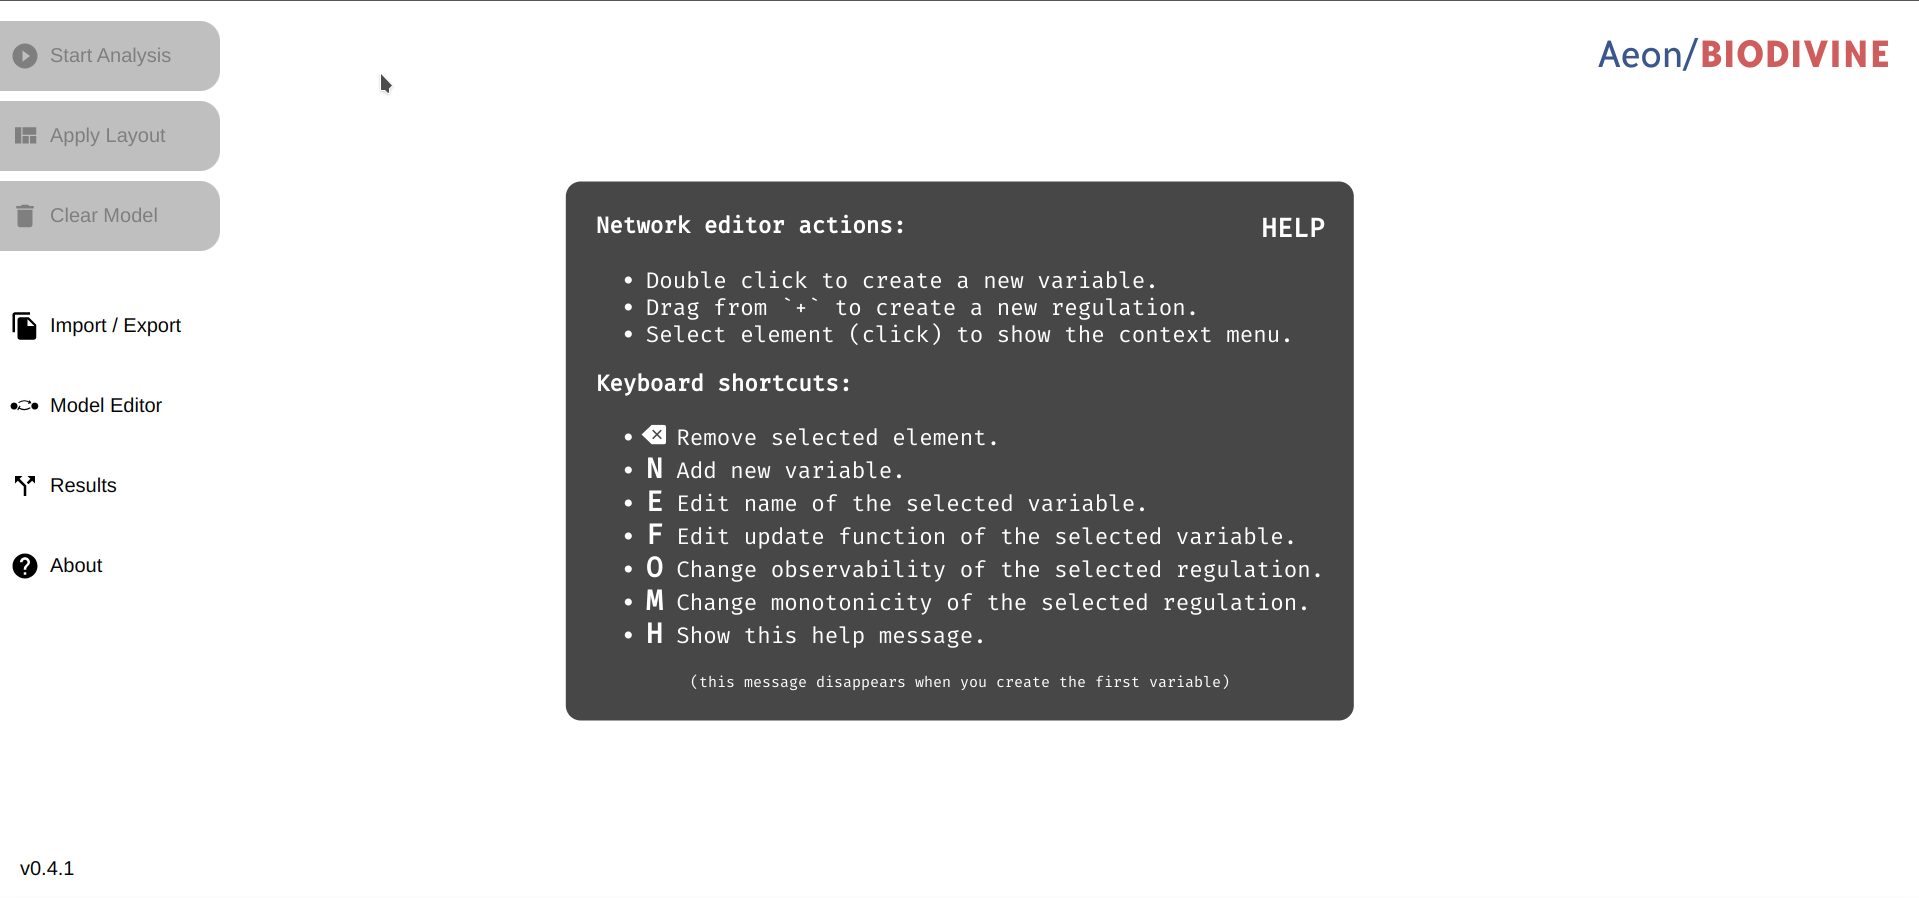 Start Analysis
Apply Layout
Clear Model
Import / Export
Model Editor
Results
About
v0.4.1
Aeon/BIODIVINE
Network editor actions:
HELP
• Double click to create a new variable.
• Drag from `+` to create a new regulation.
• Select element (click) to show the context menu.
Keyboard shortcuts:
• Remove selected element.
• N Add new variable.
• E Edit name of the selected variable.
• F Edit update function of the selected variable.
• O Change observability of the selected regulation.
• M Change monotonicity of the selected regulation.
• H Show this help message.
(this message disappears when you create the first variable)